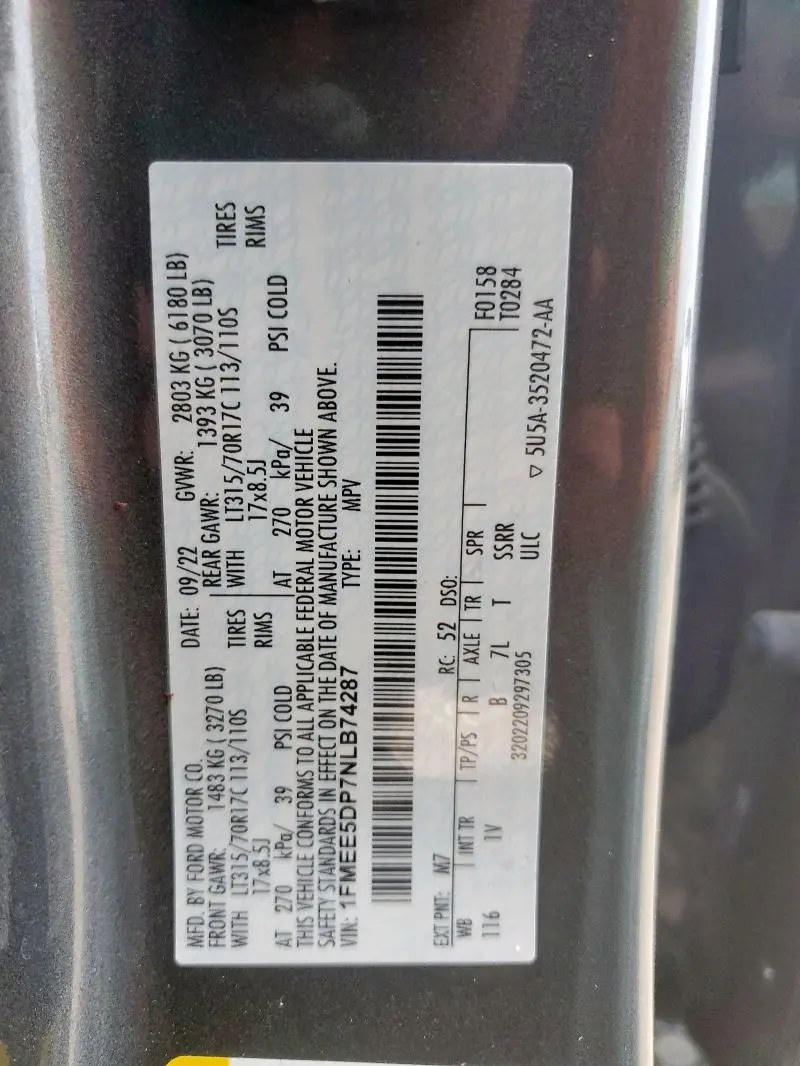 MFD. BY FORD MOTOR CO.
DATE: 09/22 GVWR: 2803 KG ( 6180 LB)
FRONT GAWR: 1483 KG ( 3270 LB) REAR GAWR: 1393 KG ( 3070 LB)
WITH LT315/70R17C 113/110S TIRES WITH LT315/70R17C 113/110S TIRES
17x8.5J RIMS 17x8.5J RIMS
AT 270 kPa/ 39 PSI COLD AT 270 kPa/ 39 PSI COLD
THIS VEHICLE CONFORMS TO ALL APPLICABLE FEDERAL MOTOR VEHICLE
SAFETY STANDARDS IN EFFECT ON THE DATE OF MANUFACTURE SHOWN ABOVE.
VIN: 1FMEE5DP7NLB74287 TYPE: MPV
EXT PNT: M7 RC: 52 DSO:
WB INT TR TP/PS R AXLE TR SPR F0158
116 1V B 7L T SSRR T0284
3202209297305 ULC
▽ 5U5A-3520472-AA